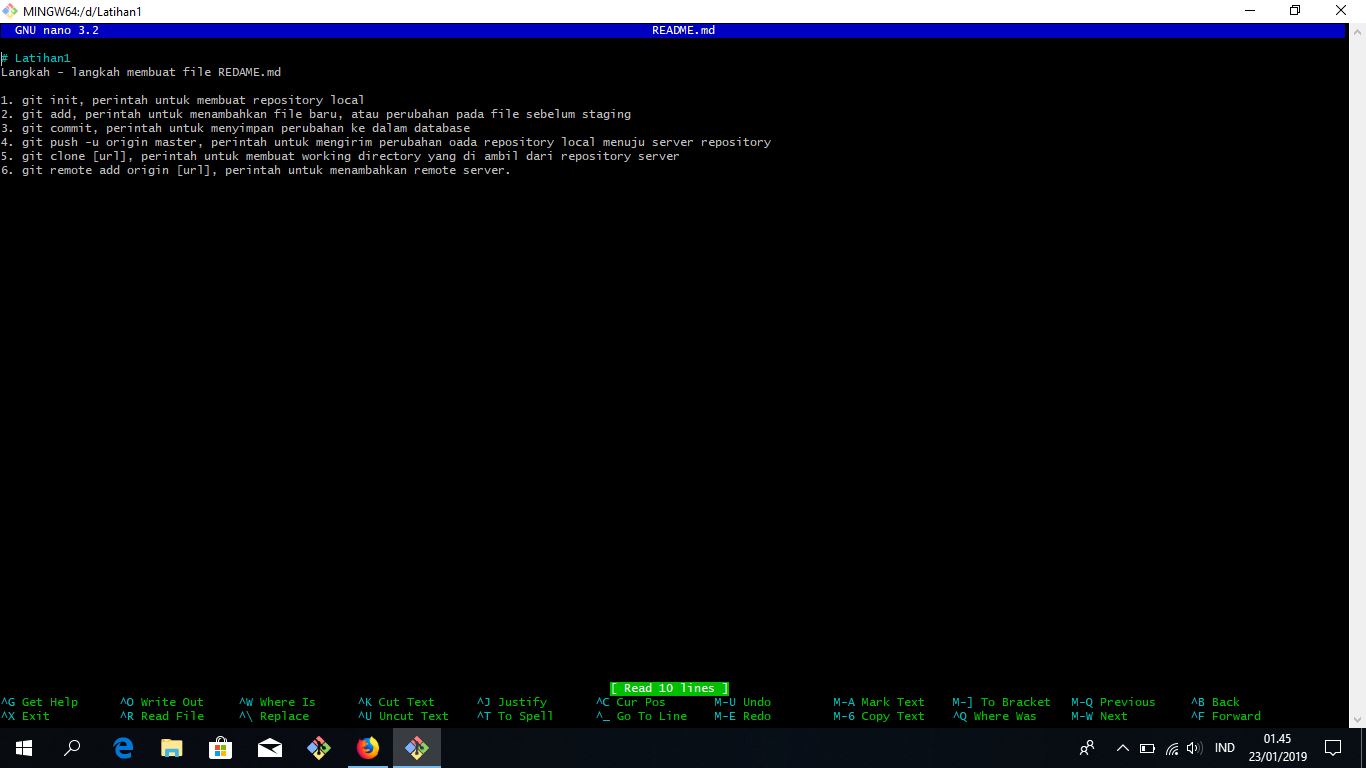 MINGW64:/d/Latihan1
GNU nano 3.2 README.md
# Latihan1
Langkah - langkah membuat file REDAME.md
1. git init, perintah untuk membuat repository local
2. git add, perintah untuk menambahkan file baru, atau perubahan pada file sebelum staging
3. git commit, perintah untuk menyimpan perubahan ke dalam database
4. git push -u origin master, perintah untuk mengirim perubahan oada repository local menuju server repository
5. git clone [url], perintah untuk membuat working directory yang di ambil dari repository server
6. git remote add origin [url], perintah untuk menambahkan remote server.
[ Read 10 lines ]
^G Get Help ^O Write Out ^W Where Is ^K Cut Text ^J Justify ^C Cur Pos M-U Undo M-A Mark Text M-] To Bracket M-Q Previous ^B Back
^X Exit ^R Read File ^\ Replace ^U Uncut Text ^T To Spell ^_ Go To Line M-E Redo M-6 Copy Text ^Q Where Was M-W Next ^F Forward
IND
01.45
23/01/2019